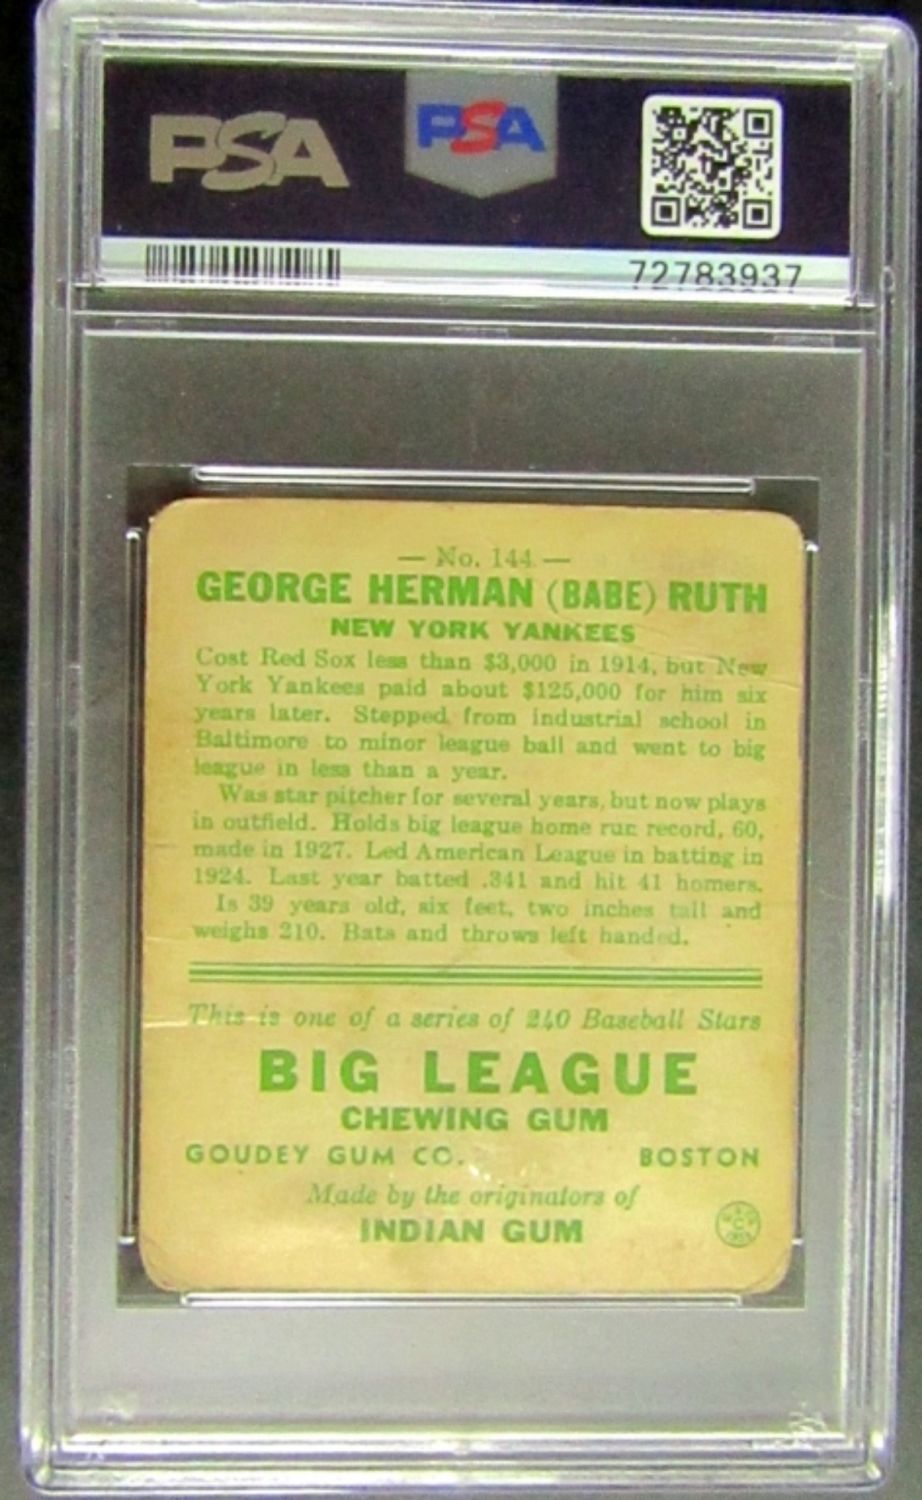 PSA
PSA
72783937
— No. 144 —
GEORGE HERMAN (BABE) RUTH
NEW YORK YANKEES
Cost Red Sox less than $3,000 in 1914, but New
York Yankees paid about $125,000 for him six
years later. Stepped from industrial school in
Baltimore to minor league ball and went to big
league in less than a year.
Was star pitcher for several years, but now plays
in outfield. Holds big league home run record, 60,
made in 1927. Led American League in batting in
1924. Last year batted .341 and hit 41 homers.
Is 39 years old, six feet, two inches tall and
weighs 210. Bats and throws left handed.
This is one of a series of 240 Baseball Stars
BIG LEAGUE
CHEWING GUM
GOUDEY GUM CO. BOSTON
Made by the originators of
INDIAN GUM